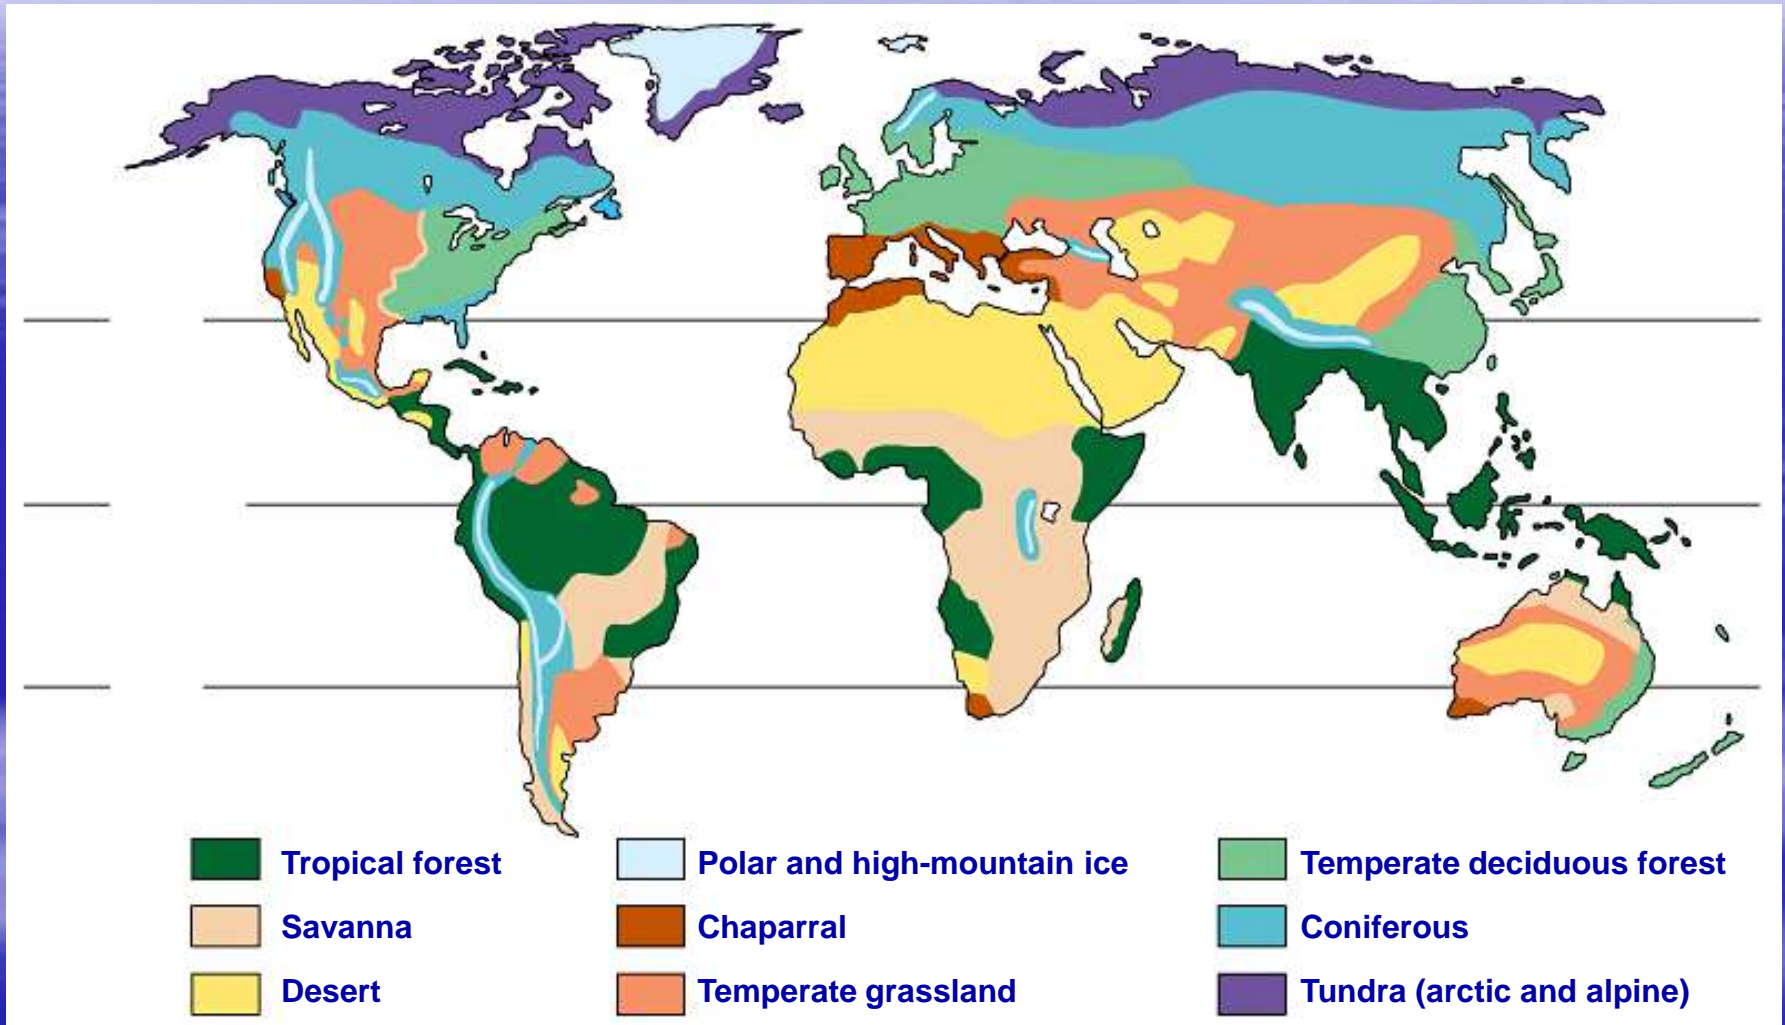 Tropical forest
Polar and high-mountain ice
Temperate deciduous forest
Savanna
Chaparral
Coniferous
Desert
Temperate grassland
Tundra (arctic and alpine)